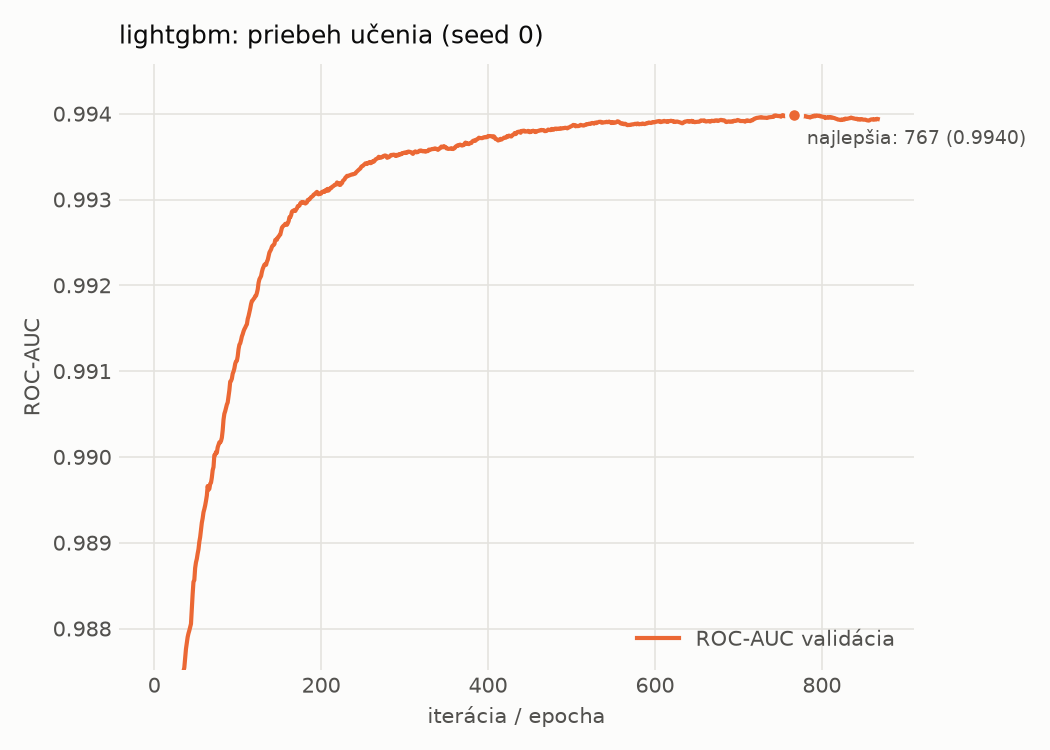 lightgbm: priebeh učenia (seed 0)
0.994
najlepšia: 767 (0.9940)
0.993
0.992
0.991
ROC-AUC
0.990
0.989
0.988
ROC-AUC validácia
0 200 400 600 800
iterácia / epocha